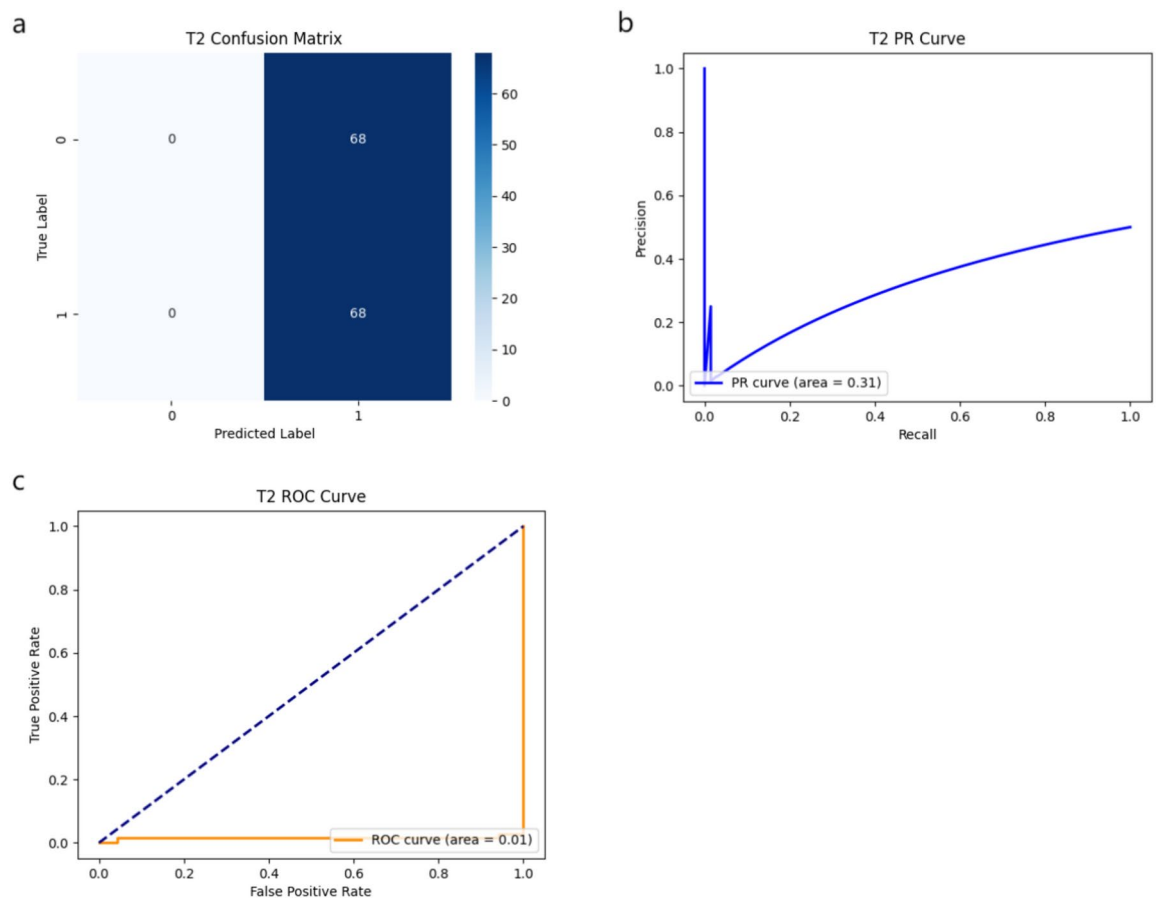 a
T2 Confusion Matrix
0
1
True Label
0 68
0 68
0 1
Predicted Label
60
50
40
30
20
10
0
b
T2 PR Curve
1.0
0.8
0.6
0.4
0.2
0.0
Precision
PR curve (area = 0.31)
0.0 0.2 0.4 0.6 0.8 1.0
Recall
c
T2 ROC Curve
1.0
0.8
0.6
0.4
0.2
0.0
True Positive Rate
ROC curve (area = 0.01)
0.0 0.2 0.4 0.6 0.8 1.0
False Positive Rate